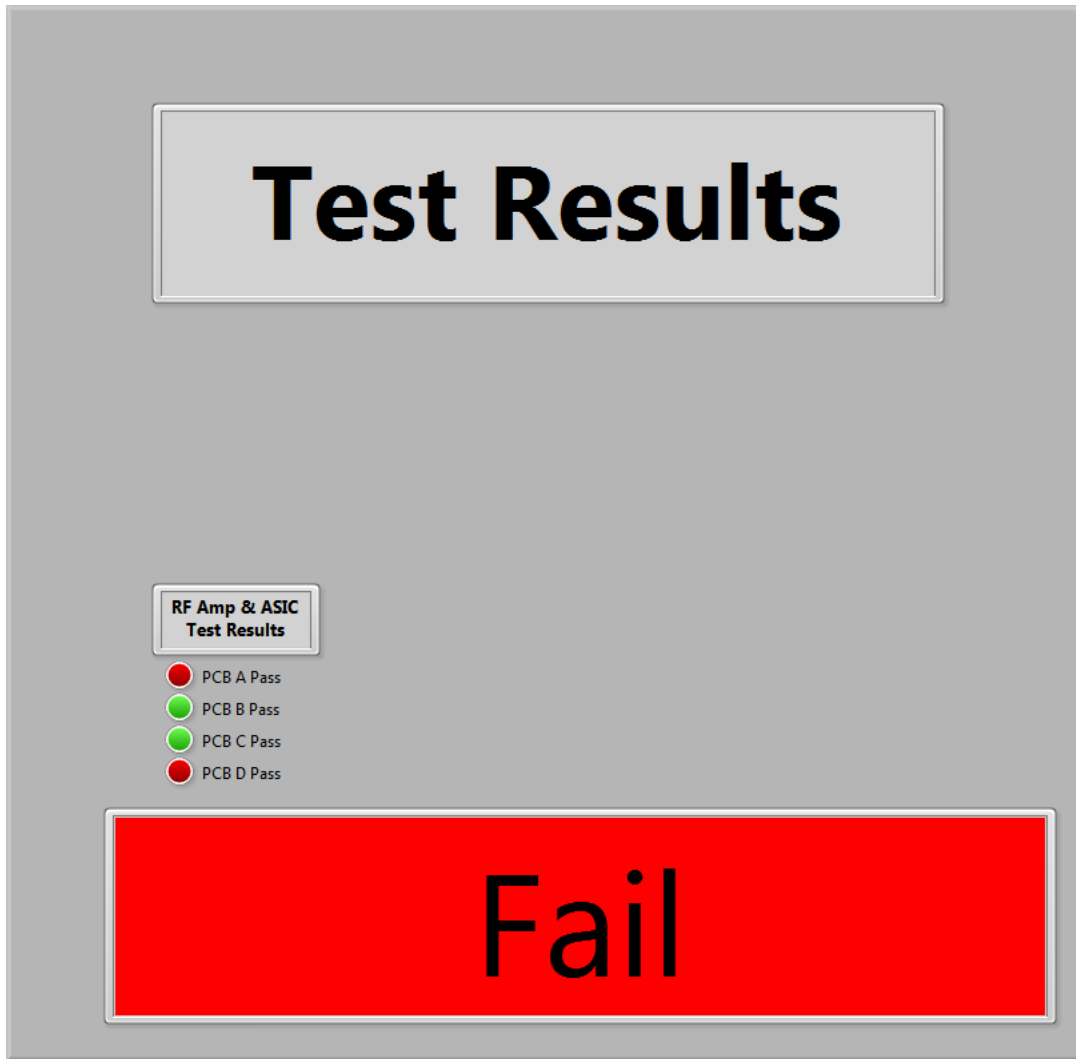 Test Results
RF Amp & ASIC
Test Results
PCB A Pass
PCB B Pass
PCB C Pass
PCB D Pass
Fail